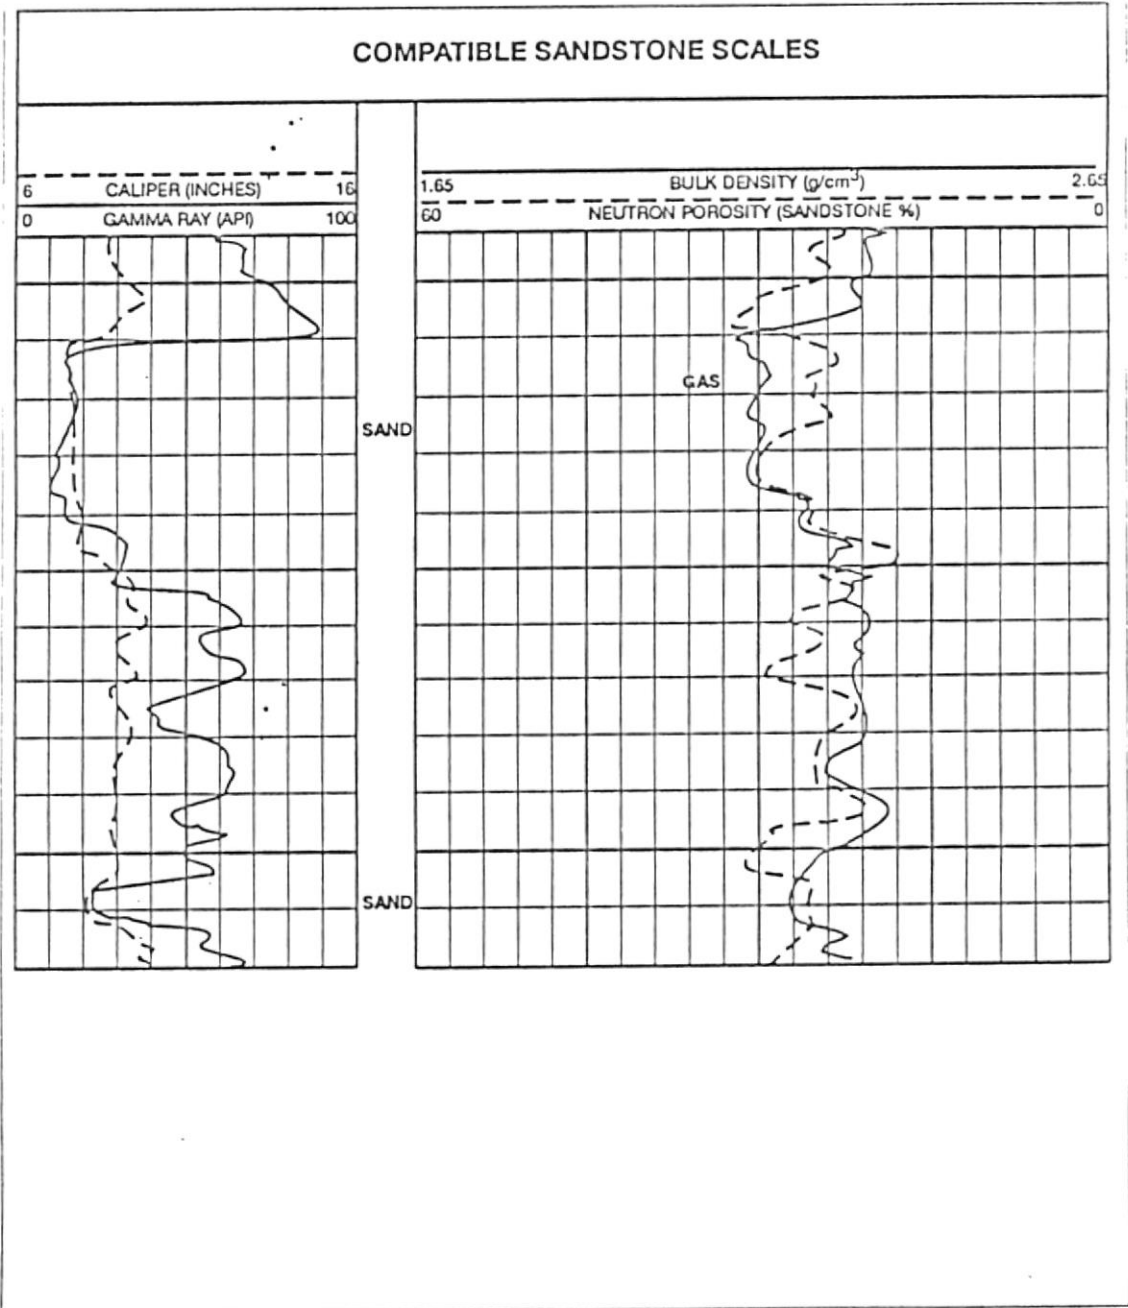 COMPATIBLE SANDSTONE SCALES
6 CALIPER (INCHES) 16
0 GAMMA RAY (API) 100
1.65 BULK DENSITY (g/cm³) 2.65
60 NEUTRON POROSITY (SANDSTONE %) 0
GAS
SAND
SAND